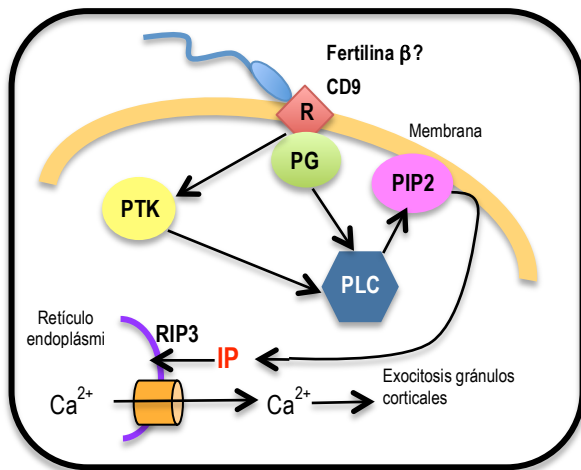 Fertilina β?
CD9
R
Membrana
PG
PIP2
PTK
PLC
Retículo
endoplásmi
RIP3
IP
Ca2+
Ca2+
Exocitosis gránulos
corticales